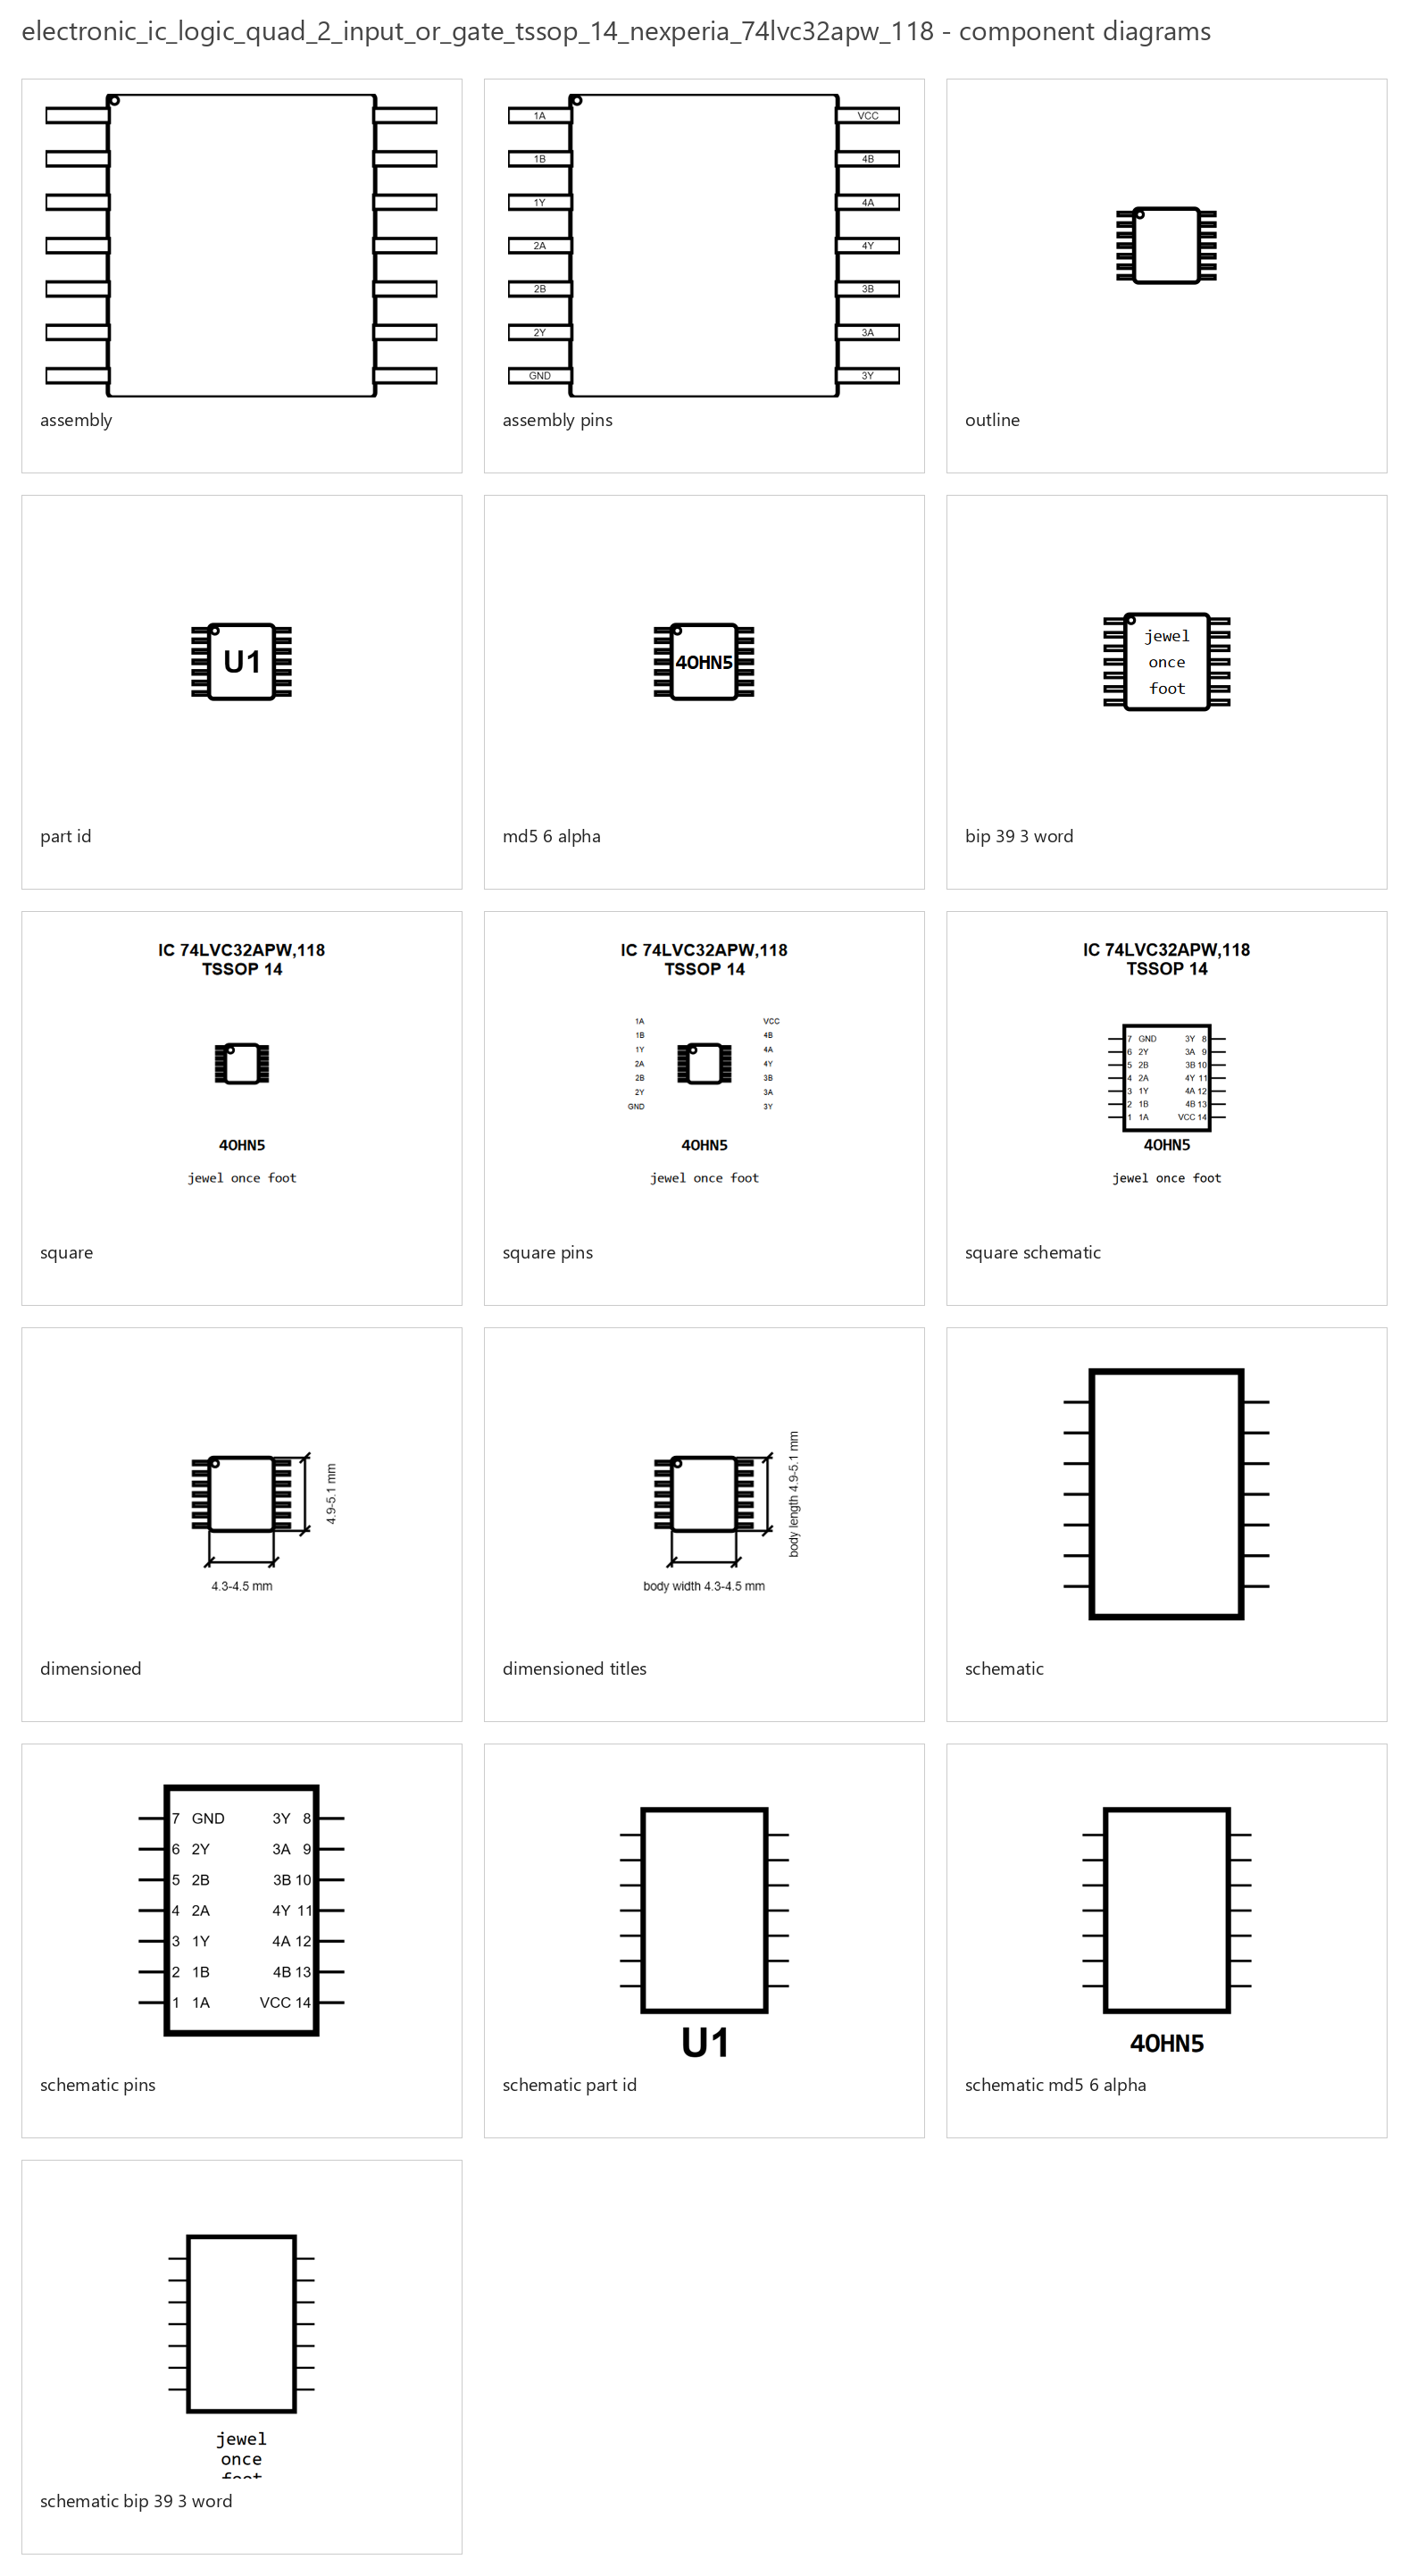 electronic_ic_logic_quad_2_input_or_gate_tssop_14_nexperia_74lvc32apw_118 - component diagrams
assembly
1A VCC
1B 4B
1Y 4A
2A 4Y
2B 3B
2Y 3A
GND 3Y
assembly pins
outline
U1
part id
4OHN5
md5 6 alpha
jewel
once
foot
bip 39 3 word
IC 74LVC32APW,118
TSSOP 14
4OHN5
jewel once foot
square
IC 74LVC32APW,118
TSSOP 14
1A VCC
1B 4B
1Y 4A
2A 4Y
2B 3B
2Y 3A
GND 3Y
4OHN5
jewel once foot
square pins
IC 74LVC32APW,118
TSSOP 14
7 GND 3Y 8
6 2Y 3A 9
5 2B 3B 10
4 2A 4Y 11
3 1Y 4A 12
2 1B 4B 13
1 1A VCC 14
4OHN5
jewel once foot
square schematic
4.9-5.1 mm
4.3-4.5 mm
dimensioned
body length 4.9-5.1 mm
body width 4.3-4.5 mm
dimensioned titles
schematic
7 GND 3Y 8
6 2Y 3A 9
5 2B 3B 10
4 2A 4Y 11
3 1Y 4A 12
2 1B 4B 13
1 1A VCC 14
schematic pins
U1
schematic part id
4OHN5
schematic md5 6 alpha
jewel
once
schematic bip 39 3 word